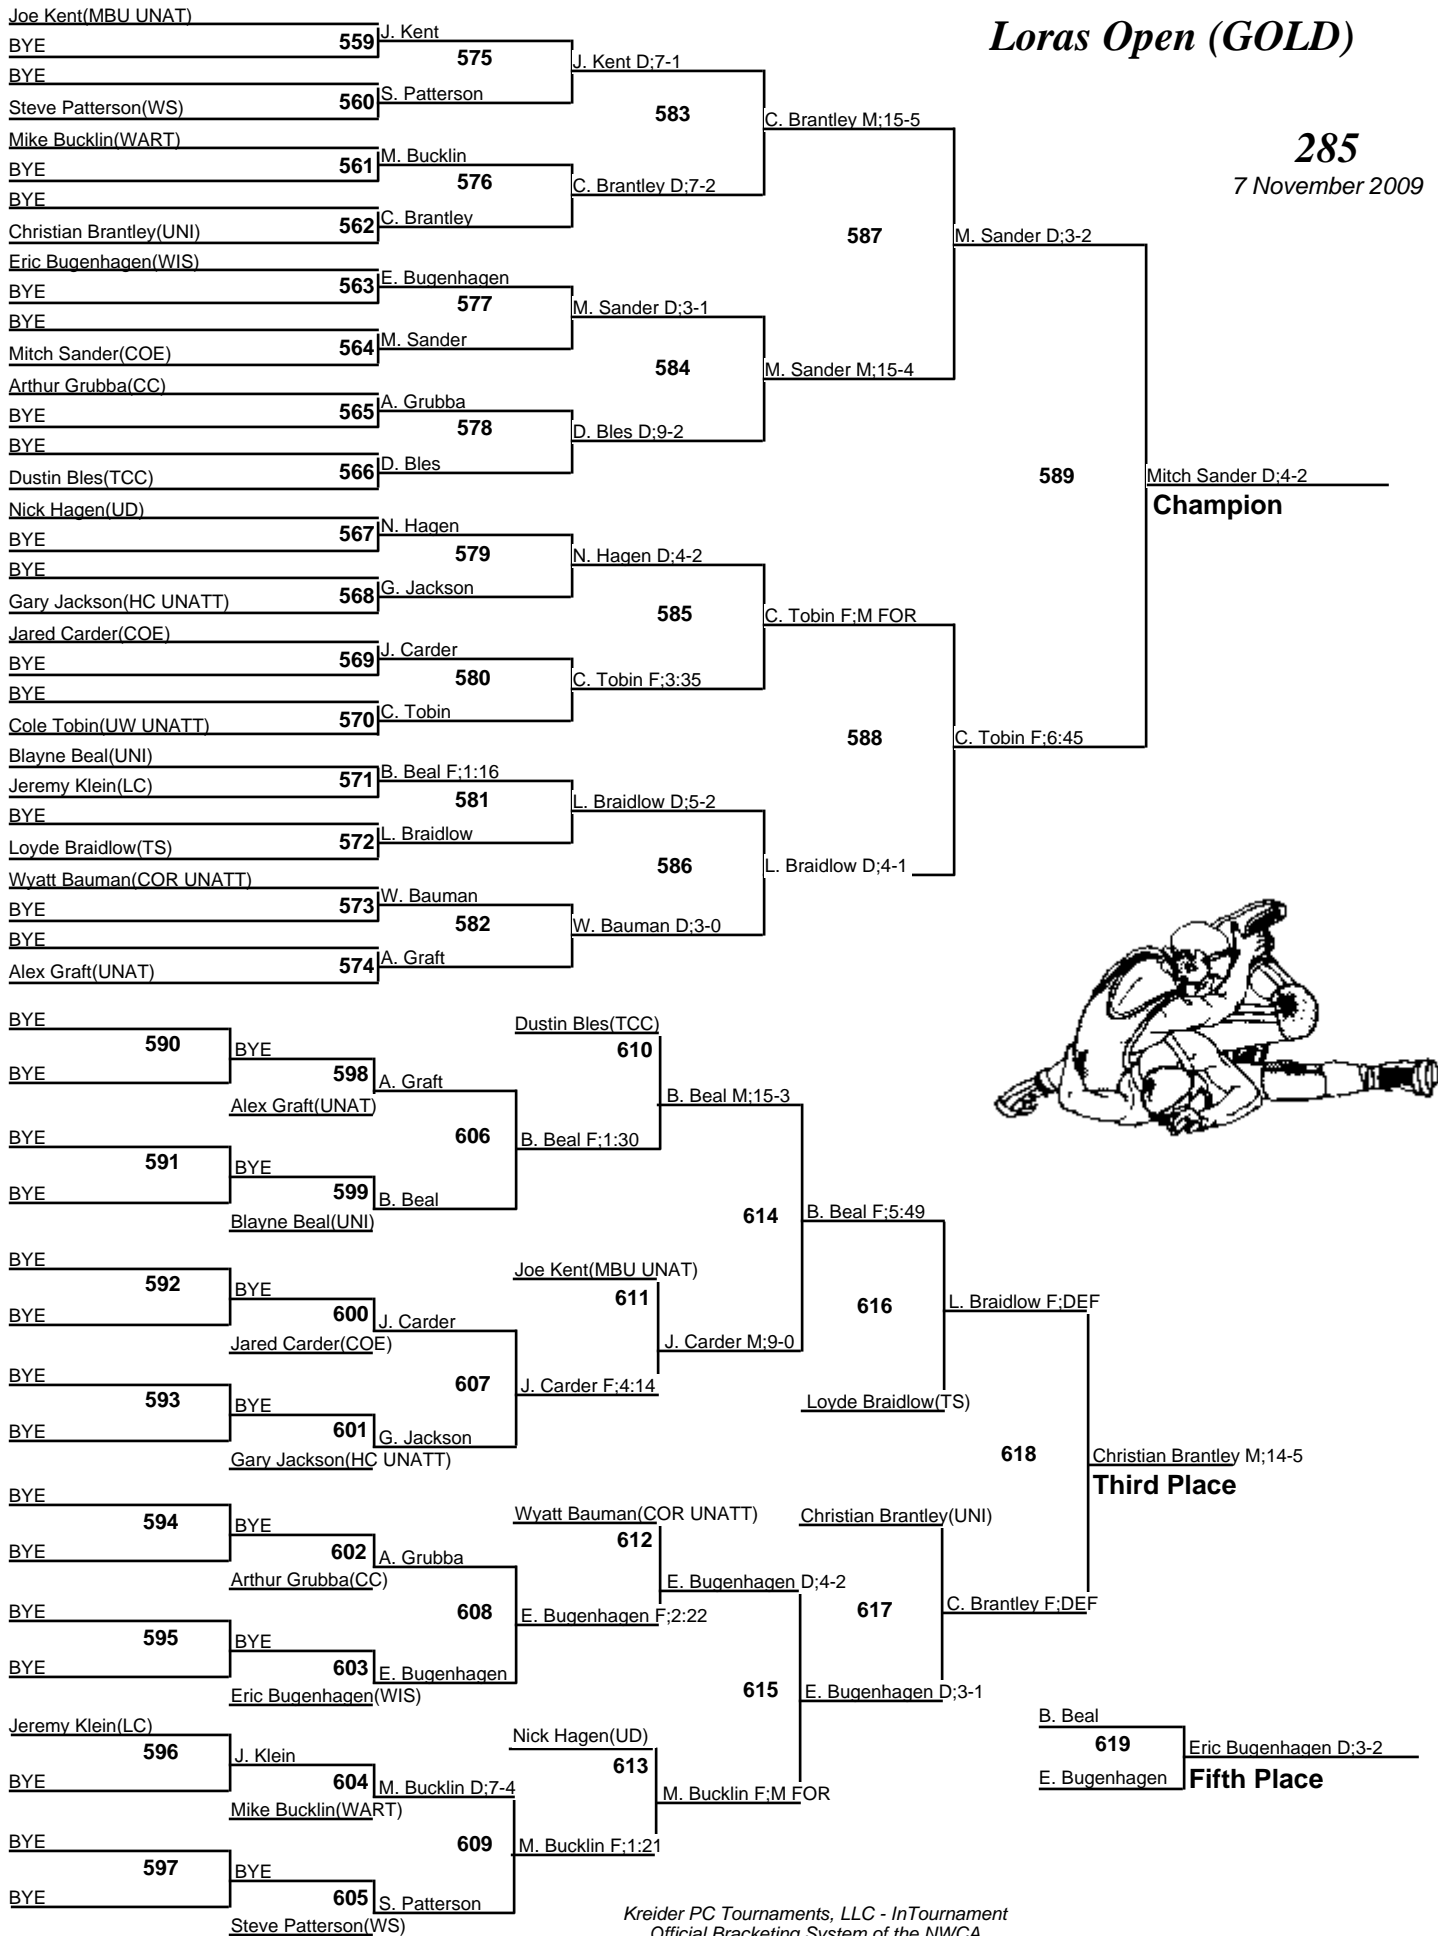 Loras Open (GOLD)
285
7 November 2009
Joe Kent(MBU UNAT)
BYE
559
J. Kent
575
BYE
Steve Patterson(WS)
560
S. Patterson
J. Kent D;7-1
583
Mike Bucklin(WART)
BYE
561
M. Bucklin
576
BYE
Christian Brantley(UNI)
562
C. Brantley
C. Brantley D;7-2
C. Brantley M;15-5
587
Eric Bugenhagen(WIS)
BYE
563
E. Bugenhagen
577
BYE
Mitch Sander(COE)
564
M. Sander
M. Sander D;3-1
584
Arthur Grubba(CC)
BYE
565
A. Grubba
578
BYE
Dustin Bles(TCC)
566
D. Bles
D. Bles D;9-2
M. Sander M;15-4
M. Sander D;3-2
589
Mitch Sander D;4-2
Champion
Nick Hagen(UD)
BYE
567
N. Hagen
579
BYE
Gary Jackson(HC UNATT)
568
G. Jackson
N. Hagen D;4-2
585
Jared Carder(COE)
BYE
569
J. Carder
580
BYE
Cole Tobin(UW UNATT)
570
C. Tobin
C. Tobin F;3:35
C. Tobin F;M FOR
588
C. Tobin F;6:45
Blayne Beal(UNI)
Jeremy Klein(LC)
571
B. Beal F;1:16
581
BYE
Loyde Braidlow(TS)
572
L. Braidlow
L. Braidlow D;5-2
586
Wyatt Bauman(COR UNATT)
BYE
573
W. Bauman
582
BYE
Alex Graft(UNAT)
574
A. Graft
W. Bauman D;3-0
L. Braidlow D;4-1
BYE
590
BYE
BYE
598
Alex Graft(UNAT)
A. Graft
606
BYE
591
BYE
BYE
599
Blayne Beal(UNI)
B. Beal
B. Beal F;1:30
Dustin Bles(TCC)
610
B. Beal M;15-3
614
BYE
592
BYE
BYE
600
Jared Carder(COE)
J. Carder
607
BYE
593
BYE
BYE
601
Gary Jackson(HC UNATT)
G. Jackson
J. Carder F;4:14
Joe Kent(MBU UNAT)
611
J. Carder M;9-0
B. Beal F;5:49
616
Loyde Braidlow(TS)
L. Braidlow F;DEF
618
Christian Brantley M;14-5
Third Place
BYE
594
BYE
BYE
602
Arthur Grubba(CC)
A. Grubba
608
BYE
595
BYE
BYE
603
Eric Bugenhagen(WIS)
E. Bugenhagen
E. Bugenhagen F;2:22
Wyatt Bauman(COR UNATT)
612
E. Bugenhagen D;4-2
615
Christian Brantley(UNI)
617
C. Brantley F;DEF
E. Bugenhagen D;3-1
Jeremy Klein(LC)
596
BYE
J. Klein
604
Mike Bucklin(WART)
M. Bucklin D;7-4
609
BYE
597
BYE
BYE
605
Steve Patterson(WS)
S. Patterson
M. Bucklin F;1:21
Nick Hagen(UD)
613
M. Bucklin F;M FOR
B. Beal
619
E. Bugenhagen
Eric Bugenhagen D;3-2
Fifth Place
Kreider PC Tournaments, LLC - InTournament
Official Bracketing System of the NWCA